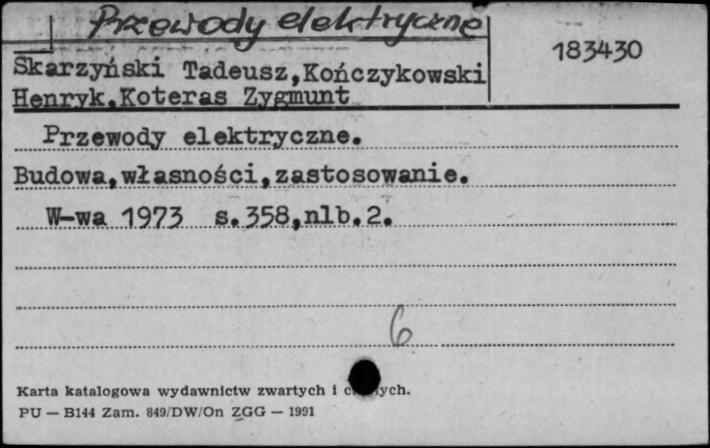 Przewody elektryczne
183430
Skarzyński Tadeusz,Kończykowski
Henryk,Koteras Zygmunt
Przewody elektryczne.
Budowa,własności,zastosowanie.
W-wa 1973 s.358,nlb.2.
6
Karta katalogowa wydawnictw zwartych i
PU — B144 Zam. 849/DW/On ZGG — 1991